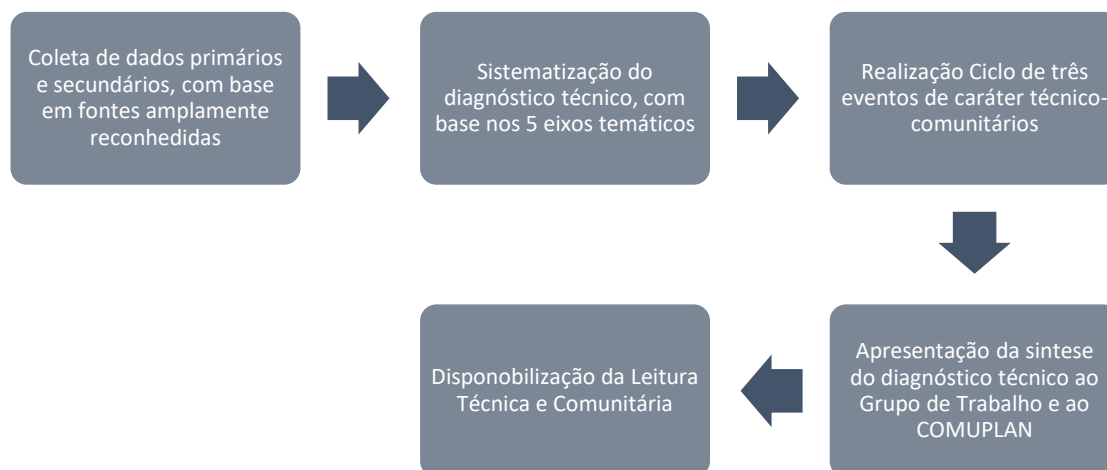 Coleta de dados primários
e secundários, com base
em fontes amplamente
reconhedidas
Sistematização do
diagnóstico técnico, com
base nos 5 eixos temáticos
Realização Ciclo de três
eventos de caráter técnico-
comunitários
Apresentação da sintese
do diagnóstico técnico ao
Grupo de Trabalho e ao
COMUPLAN
Disponobilização da Leitura
Técnica e Comunitária